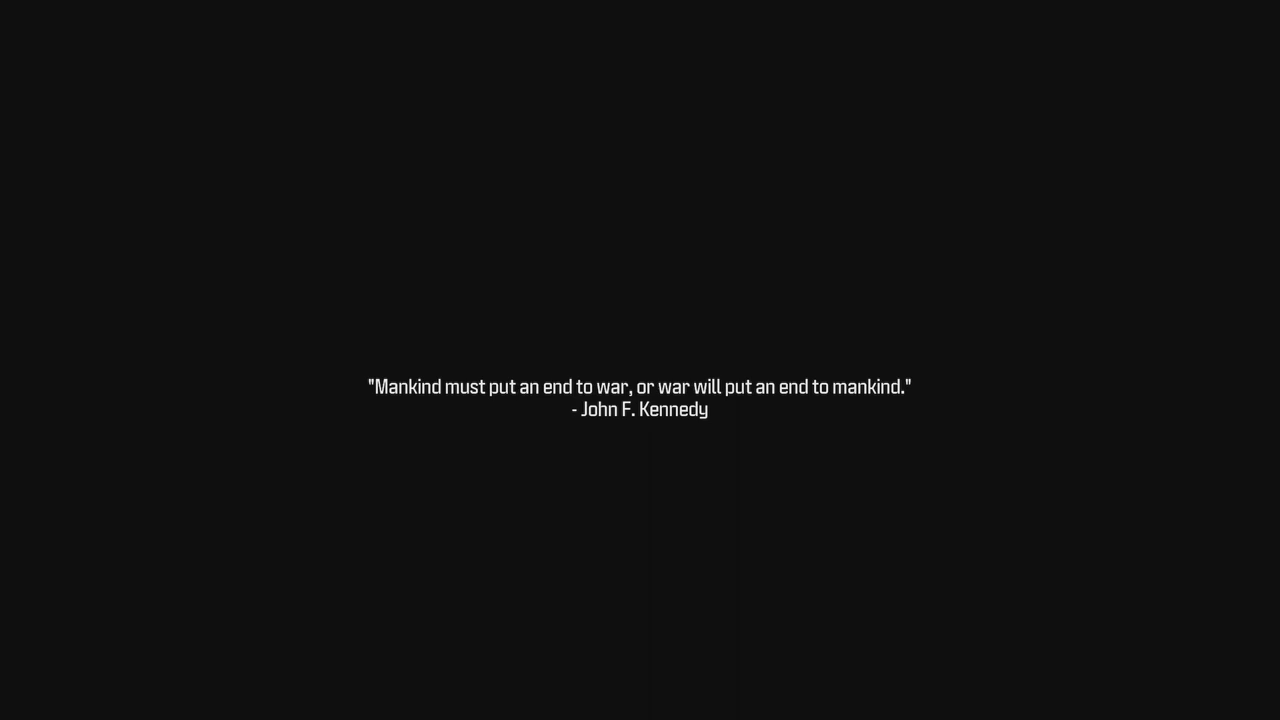 "Mankind must put an end to war, or war will put an end to mankind."
- John F. Kennedy